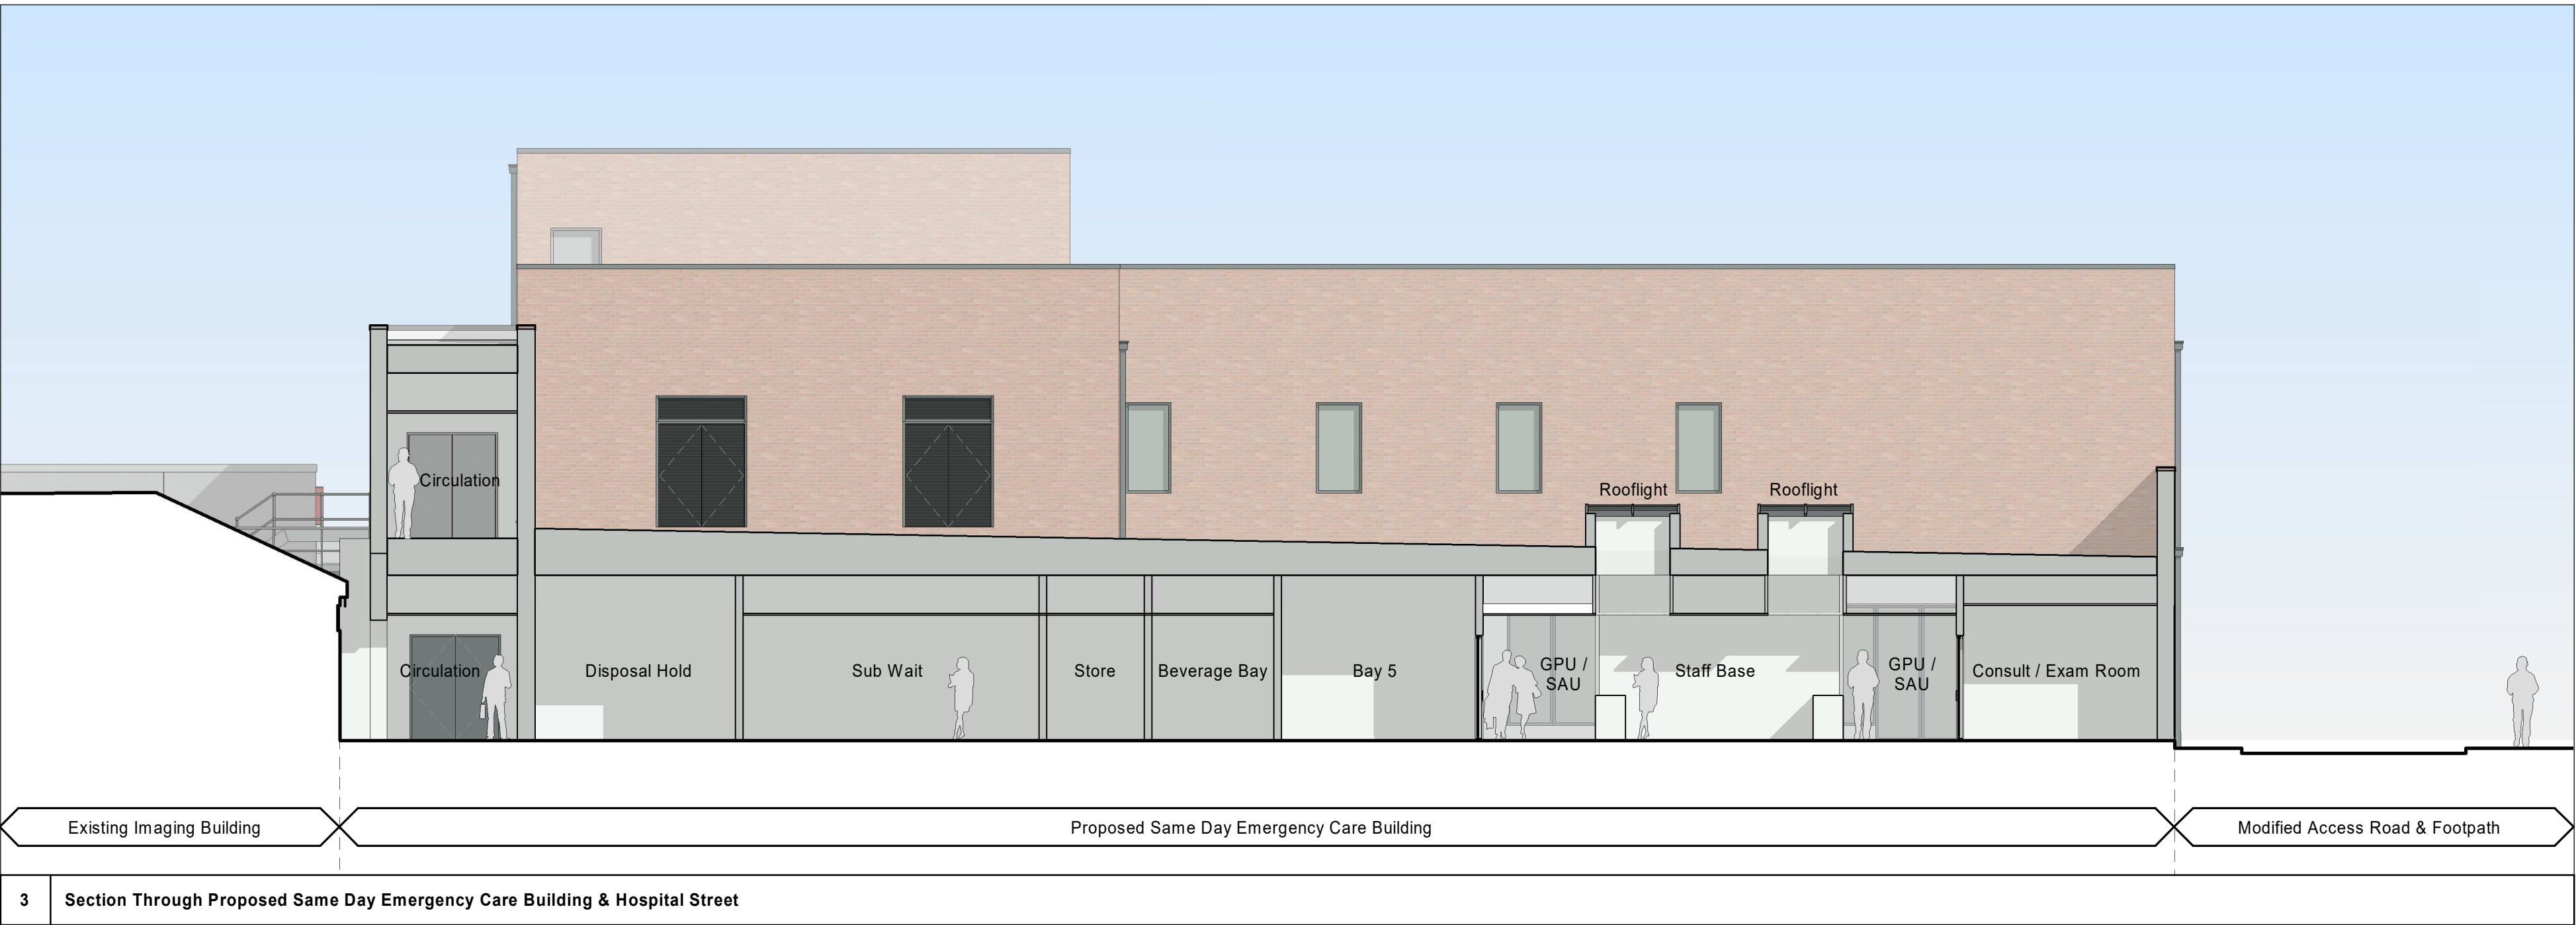 Rooflight
Rooflight
Circulation
Circulation
Disposal Hold
Sub Wait
Store
Beverage Bay
Bay 5
GPU /
SAU
Staff Base
GPU /
SAU
Consult / Exam Room
Existing Imaging Building
Proposed Same Day Emergency Care Building
Modified Access Road & Footpath
3
Section Through Proposed Same Day Emergency Care Building & Hospital Street